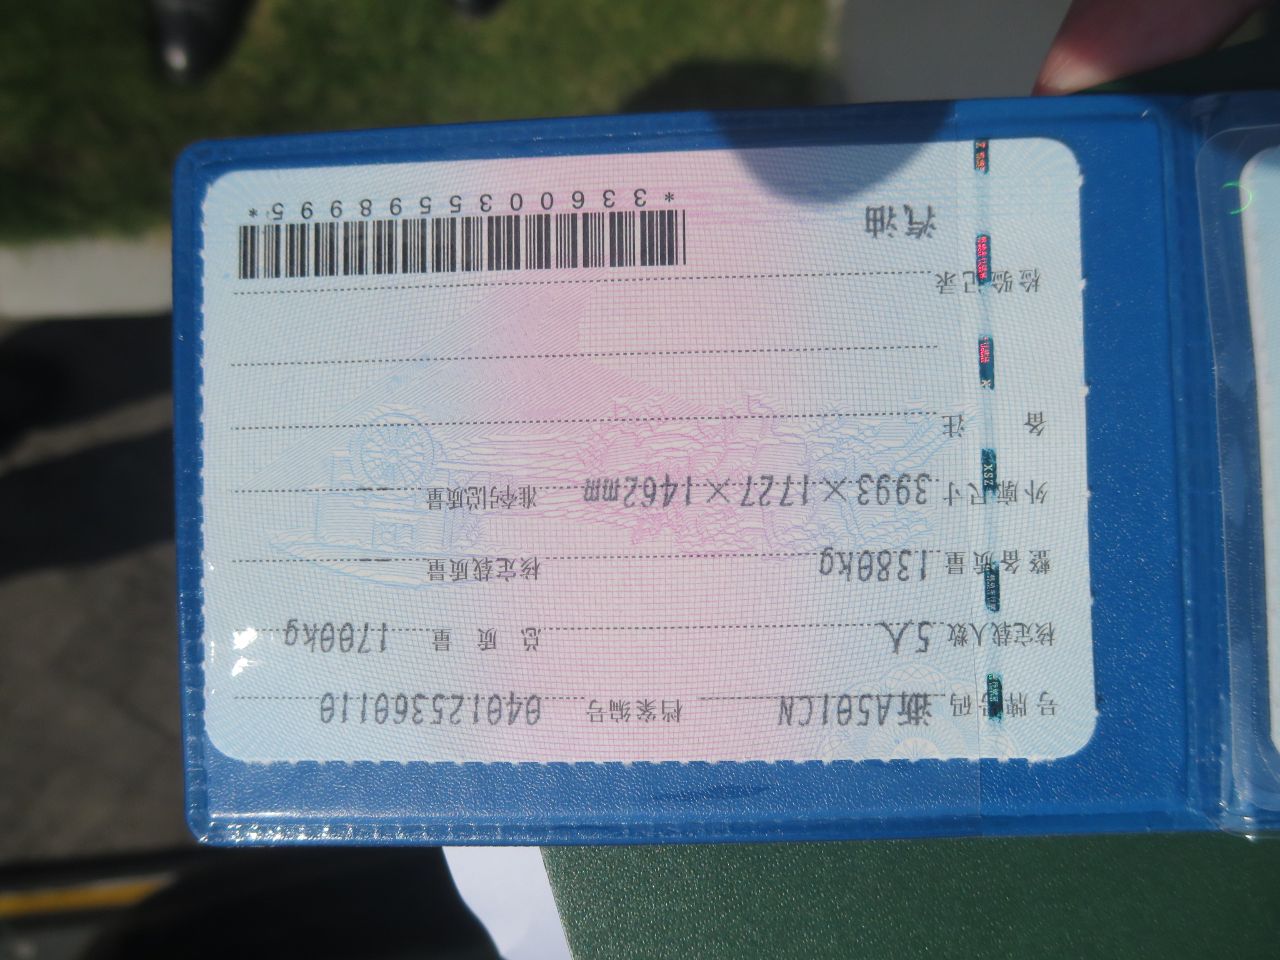 号牌号码 浙A501CN 档案编号 040125360110
核定载人数 5人 总质量 1700kg
整备质量 1380kg 核定载质量 —
外廓尺寸 3993×1727×1462mm 准牵引总质量 —
备注
检验记录
汽油
*3360035598995*
XSZ